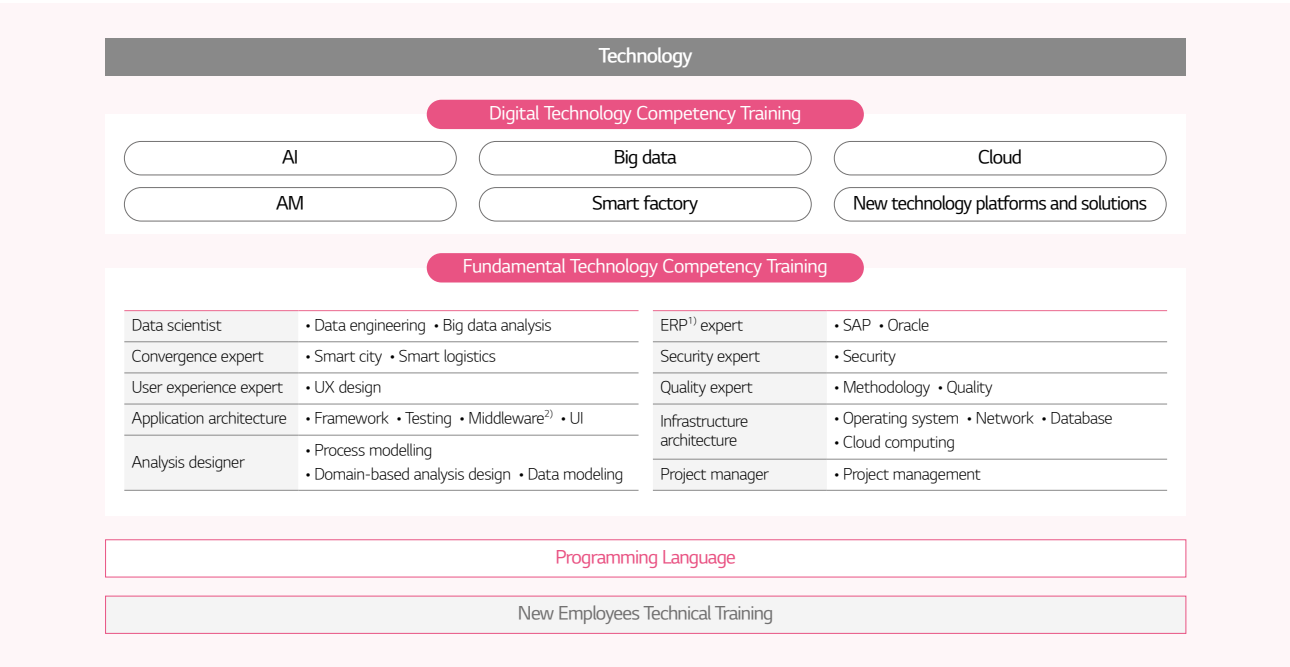 Technology
Digital Technology Competency Training
AI
Big data
Cloud
AM
Smart factory
New technology platforms and solutions
Fundamental Technology Competency Training
Data scientist
• Data engineering • Big data analysis
Convergence expert
• Smart city • Smart logistics
User experience expert
• UX design
Application architecture
• Framework • Testing • Middleware2) • UI
Analysis designer
• Process modelling
• Domain-based analysis design • Data modeling
ERP1) expert
• SAP • Oracle
Security expert
• Security
Quality expert
• Methodology • Quality
Infrastructure
architecture
• Operating system • Network • Database
• Cloud computing
Project manager
• Project management
Programming Language
New Employees Technical Training